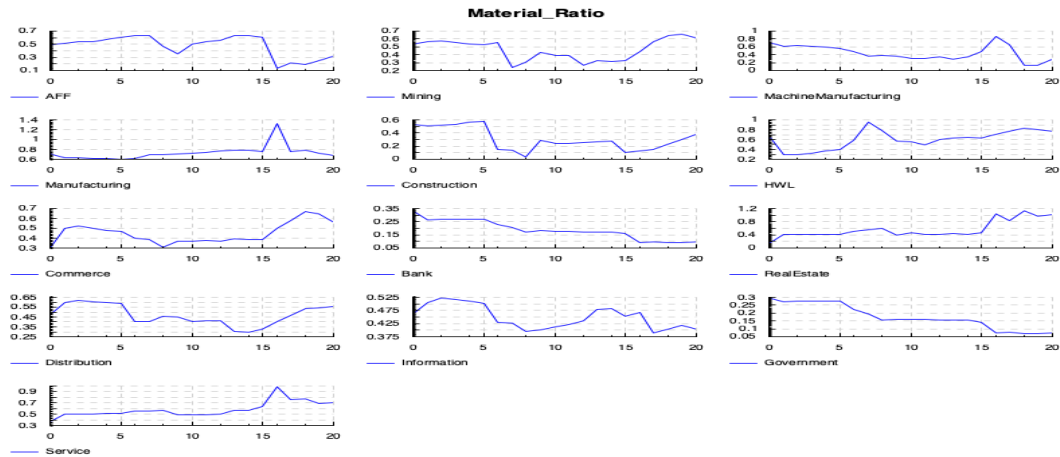 Material_Ratio
0.7 0.5 0.3 0.1
0 5 10 15 20
AFF
0.7 0.5 0.3 0.2
0 5 10 15 20
Mining
1 0.8 0.6 0.4 0.2 0
0 5 10 15 20
MachineManufacturing
1.4 1.2 1 0.8 0.6
0 5 10 15 20
Manufacturing
0.6 0.4 0.2 0
0 5 10 15 20
Construction
1 0.8 0.6 0.4 0.2
0 5 10 15 20
HWL
0.7 0.6 0.5 0.4 0.3
0 5 10 15 20
Commerce
0.35 0.25 0.15 0.05
0 5 10 15 20
Bank
1.2 0.8 0.4 0
0 5 10 15 20
RealEstate
0.65 0.55 0.45 0.35 0.25
0 5 10 15 20
Distribution
0.525 0.475 0.425 0.375
0 5 10 15 20
Information
0.3 0.25 0.2 0.15 0.1 0.05
0 5 10 15 20
Government
0.9 0.7 0.5 0.3
0 5 10 15 20
Service